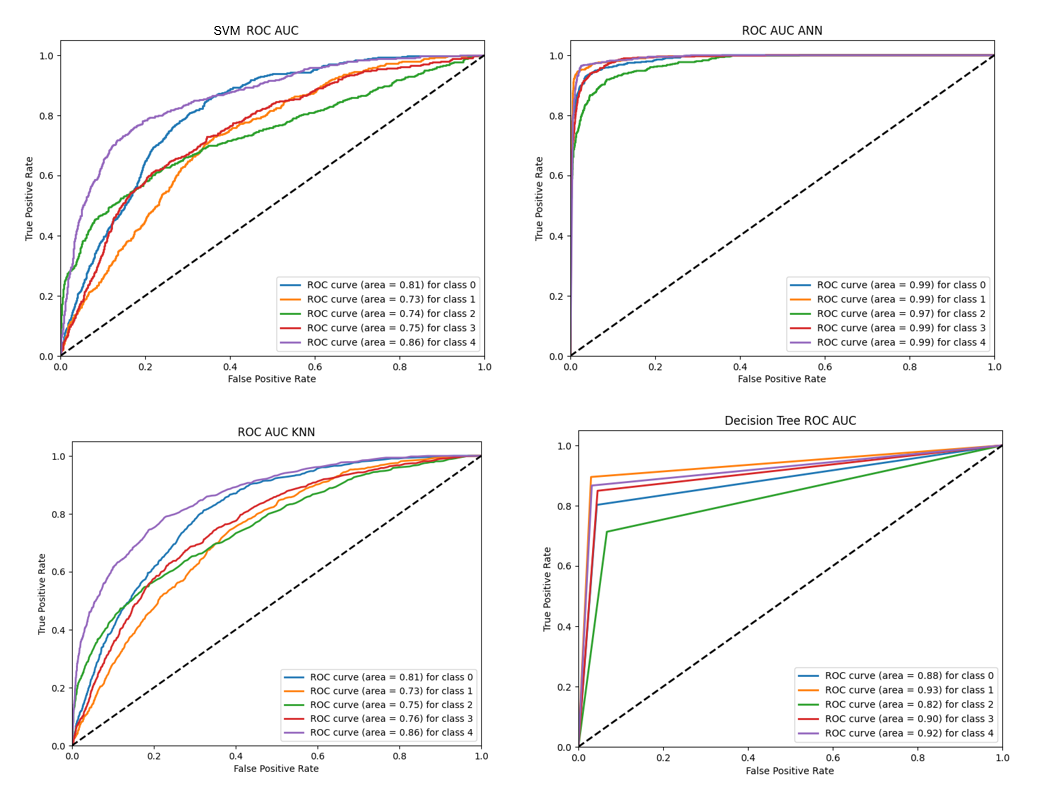 SVM ROC AUC
True Positive Rate
1.0
0.8
0.6
0.4
0.2
0.0
ROC curve (area = 0.81) for class 0
ROC curve (area = 0.73) for class 1
ROC curve (area = 0.74) for class 2
ROC curve (area = 0.75) for class 3
ROC curve (area = 0.86) for class 4
0.0 0.2 0.4 0.6 0.8 1.0
False Positive Rate
ROC AUC ANN
True Positive Rate
1.0
0.8
0.6
0.4
0.2
0.0
ROC curve (area = 0.99) for class 0
ROC curve (area = 0.99) for class 1
ROC curve (area = 0.97) for class 2
ROC curve (area = 0.99) for class 3
ROC curve (area = 0.99) for class 4
0.0 0.2 0.4 0.6 0.8 1.0
False Positive Rate
ROC AUC KNN
True Positive Rate
1.0
0.8
0.6
0.4
0.2
0.0
ROC curve (area = 0.81) for class 0
ROC curve (area = 0.73) for class 1
ROC curve (area = 0.75) for class 2
ROC curve (area = 0.76) for class 3
ROC curve (area = 0.86) for class 4
0.0 0.2 0.4 0.6 0.8 1.0
False Positive Rate
Decision Tree ROC AUC
True Positive Rate
1.0
0.8
0.6
0.4
0.2
0.0
ROC curve (area = 0.88) for class 0
ROC curve (area = 0.93) for class 1
ROC curve (area = 0.82) for class 2
ROC curve (area = 0.90) for class 3
ROC curve (area = 0.92) for class 4
0.0 0.2 0.4 0.6 0.8 1.0
False Positive Rate